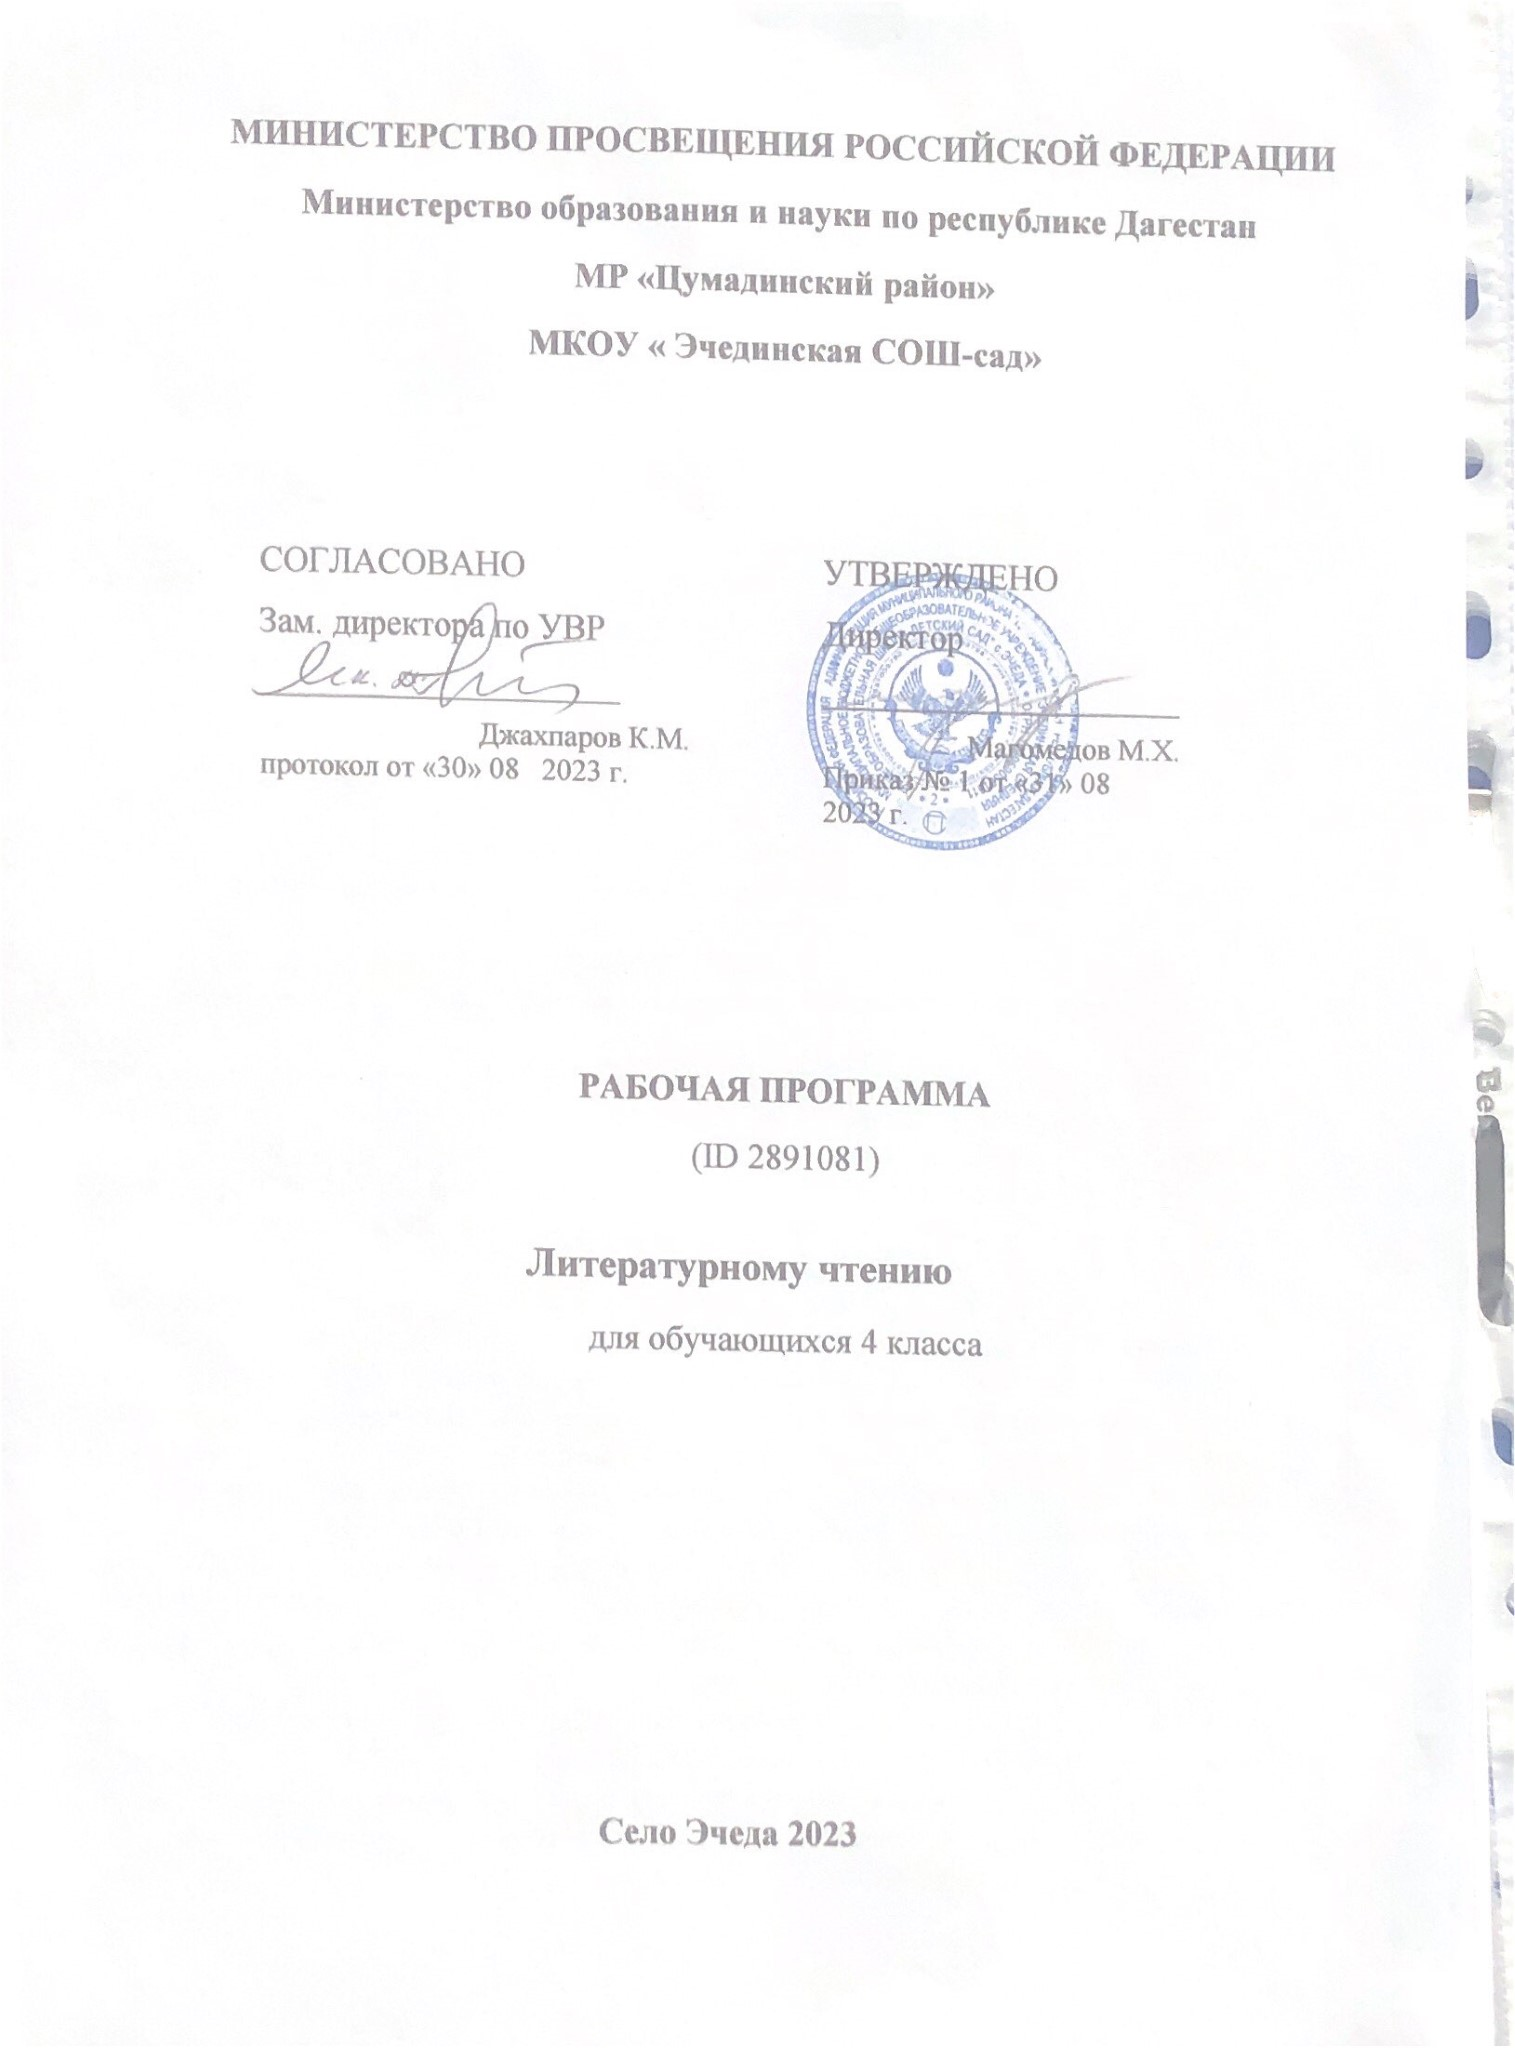 МИНИСТЕРСТВО ПРОСВЕЩЕНИЯ РОССИЙСКОЙ ФЕДЕРАЦИИ
Министерство образования и науки по республике Дагестан
МР «Цумадинский район»
МКОУ « Эчединская СОШ-сад»
СОГЛАСОВАНО
Зам. директора по УВР
Джахпаров К.М.
протокол от «30» 08 2023 г.
УТВЕРЖДЕНО
Директор
Магомедов М.Х.
Приказ № 1 от «31» 08
2023 г.
РАБОЧАЯ ПРОГРАММА
(ID 2891081)
Литературному чтению
для обучающихся 4 класса
Село Эчеда 2023